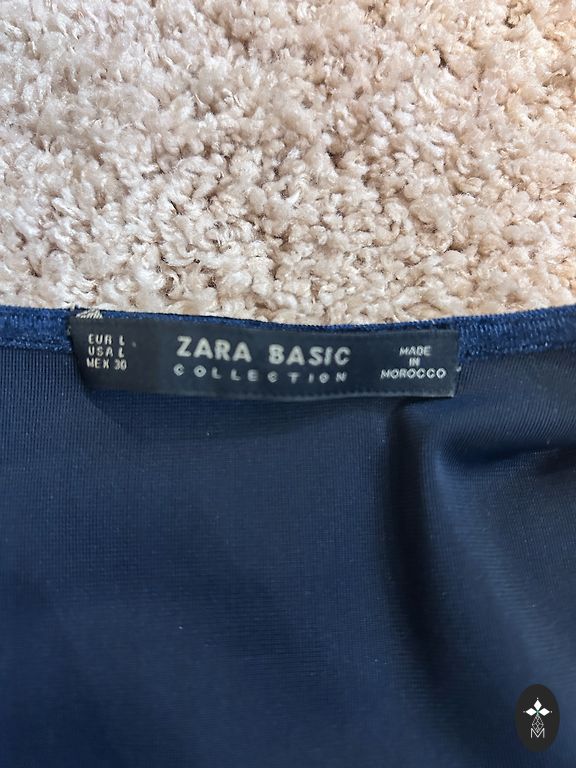 EUR L
USA L
MEX 30
ZARA BASIC
COLLECTION
MADE
IN
MOROCCO
M